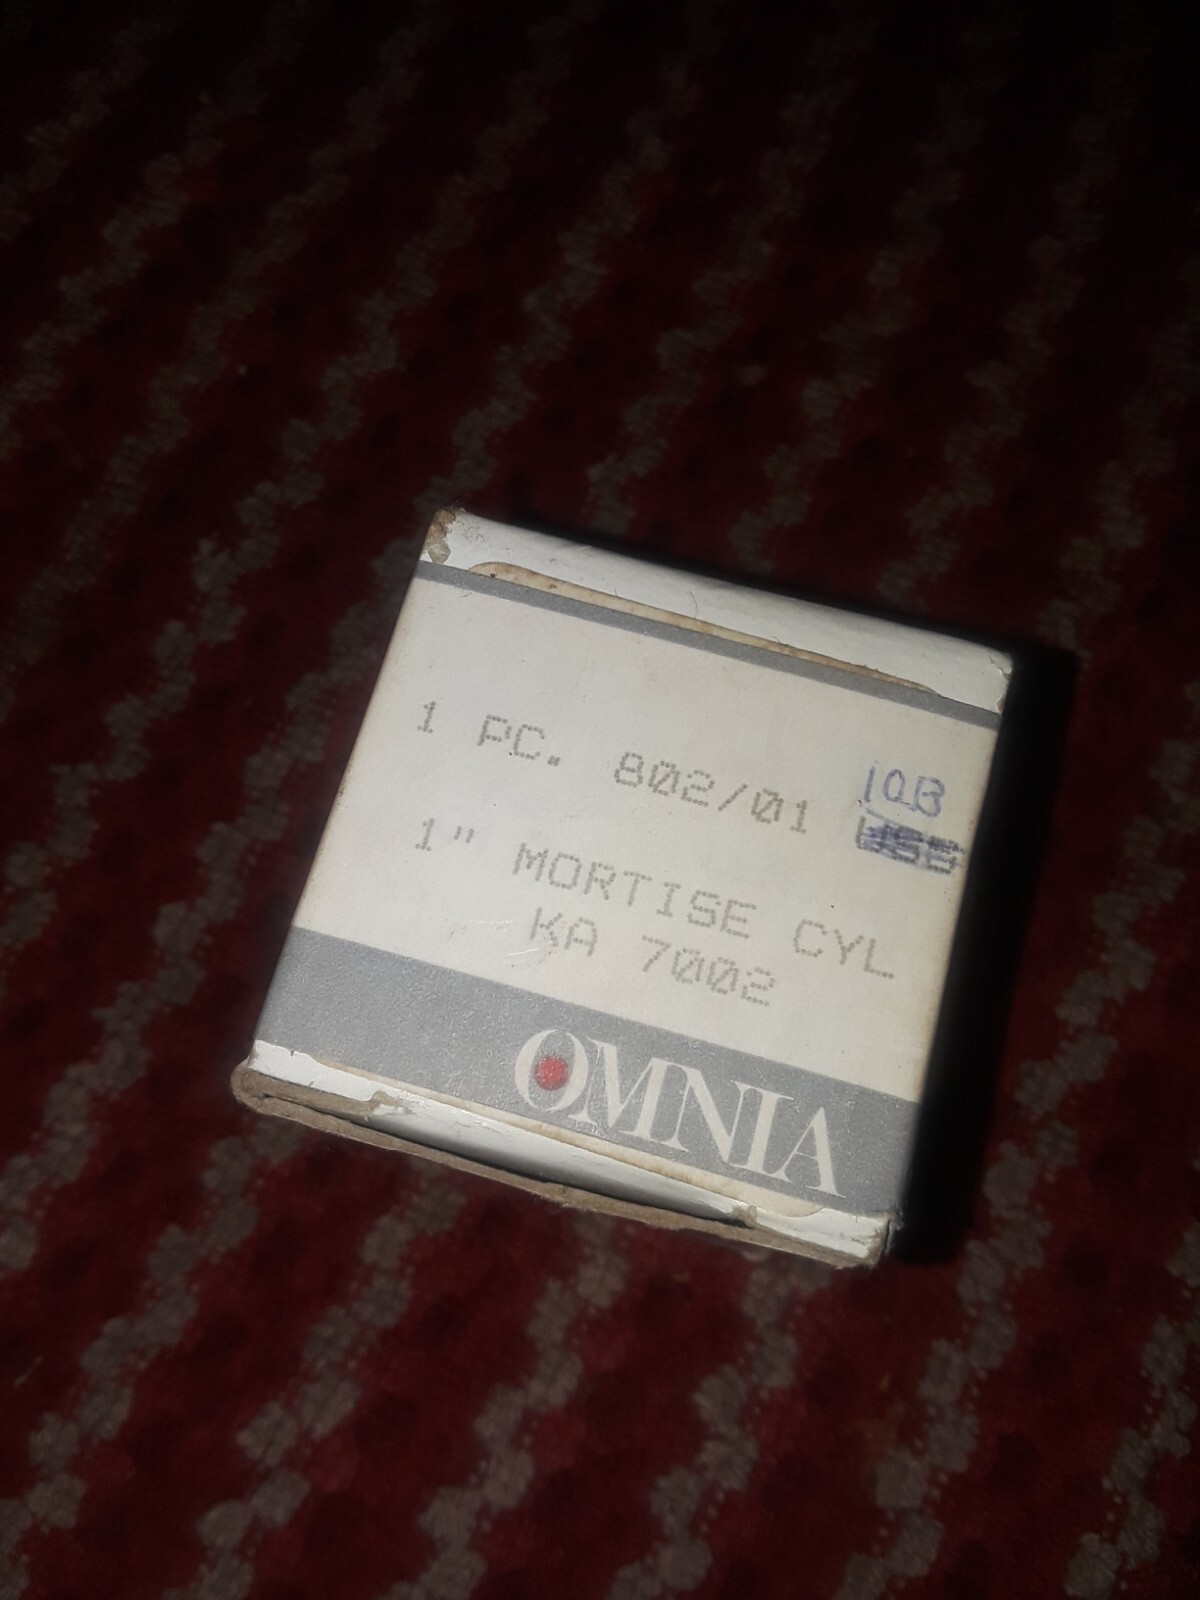 1 PC. 802/01 10B
1" MORTISE CYL
KA 7002
OMNIA